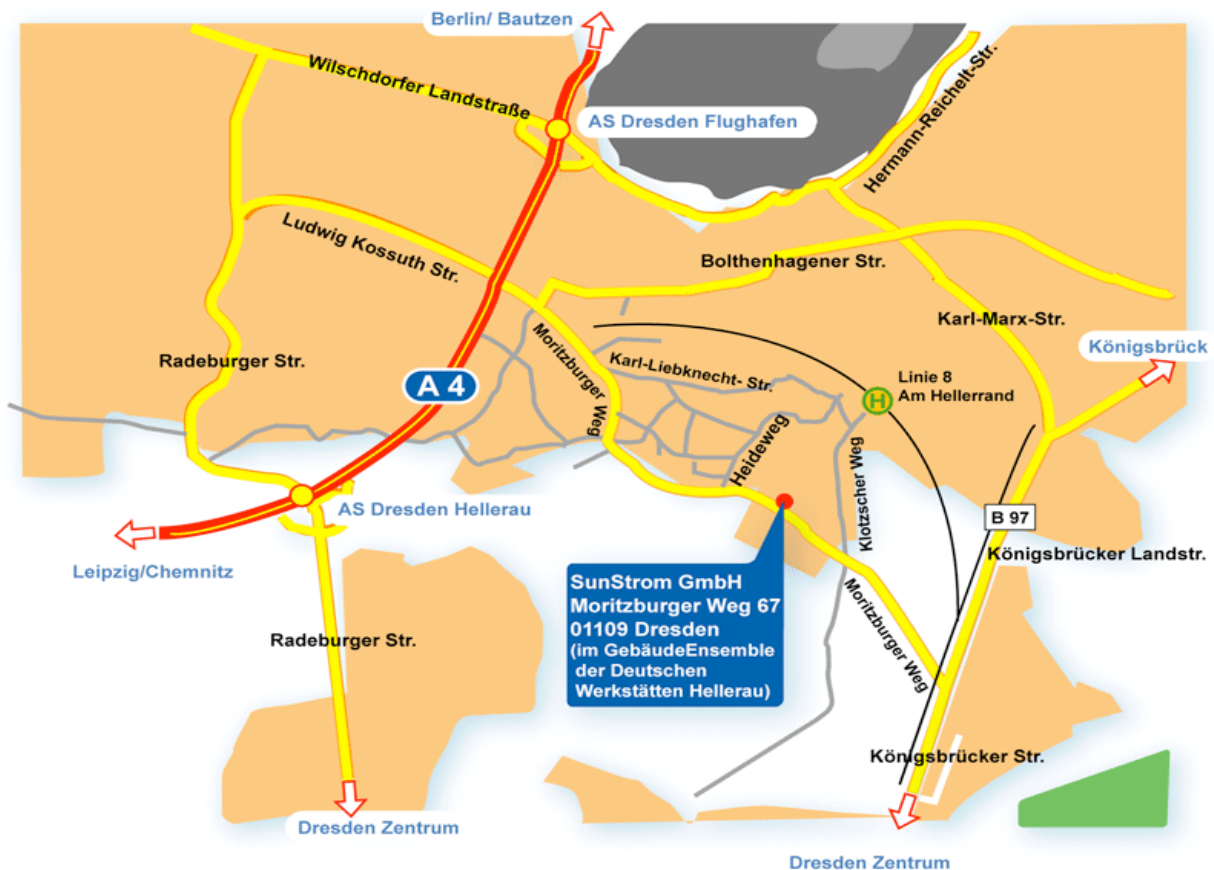 Berlin/ Bautzen
Wilschdorfer Landstraße
AS Dresden Flughafen
Hermann-Reichelt-Str.
Ludwig Kossuth Str.
Bolthenhagener Str.
Karl-Marx-Str.
Königsbrück
Radeburger Str.
A 4
Moritzburger Weg
Karl-Liebknecht- Str.
Linie 8
Am Hellerrand
H
Heideweg
Klotzscher Weg
AS Dresden Hellerau
B 97
Königsbrücker Landstr.
Leipzig/Chemnitz
SunStrom GmbH
Moritzburger Weg 67
01109 Dresden
(im GebäudeEnsemble
der Deutschen
Werkstätten Hellerau)
Radeburger Str.
Moritzburger Weg
Königsbrücker Str.
Dresden Zentrum
Dresden Zentrum